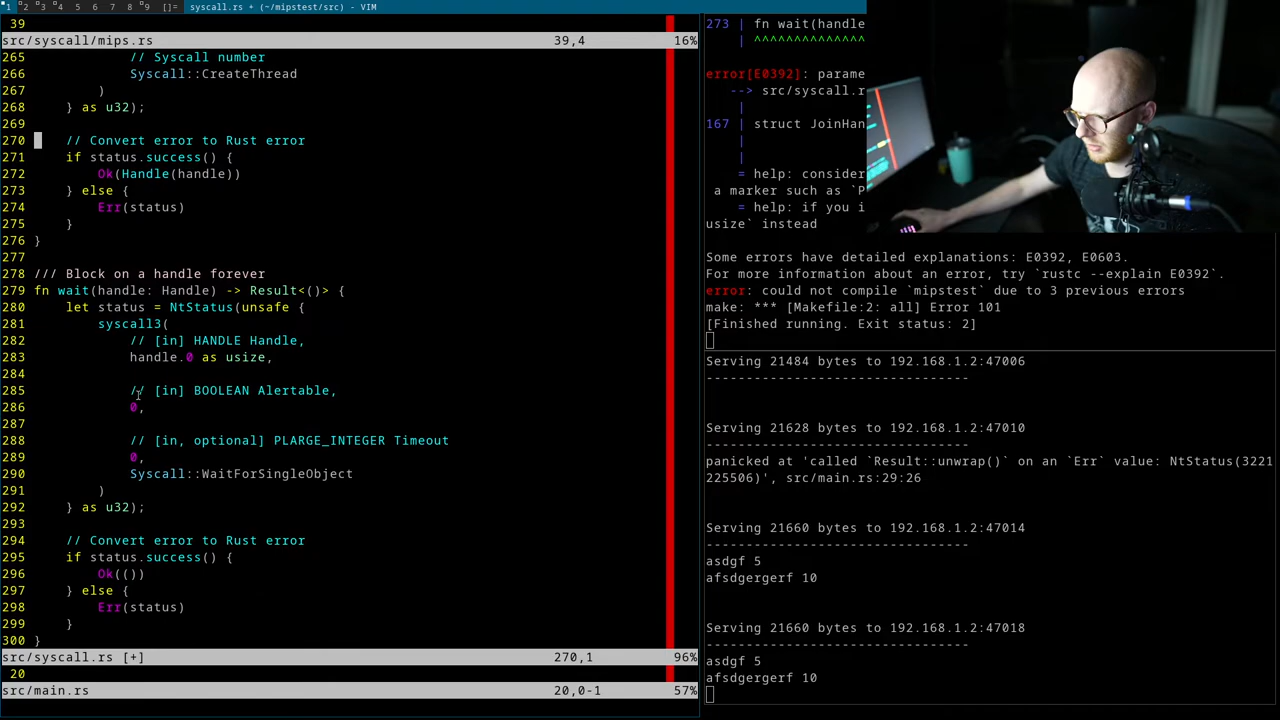 1 2 3 4 5 6 7 8 9 []= syscall.rs + (~/mipstest/src) - VIM
39
src/syscall/mips.rs 39,4 16%
265 // Syscall number
266 Syscall::CreateThread
267 )
268 } as u32);
269
270 // Convert error to Rust error
271 if status.success() {
272 Ok(Handle(handle))
273 } else {
274 Err(status)
275 }
276 }
277
278 /// Block on a handle forever
279 fn wait(handle: Handle) -> Result<()> {
280 let status = NtStatus(unsafe {
281 syscall3(
282 // [in] HANDLE Handle,
283 handle.0 as usize,
284
285 // [in] BOOLEAN Alertable,
286 0,
287
288 // [in, optional] PLARGE_INTEGER Timeout
289 0,
290 Syscall::WaitForSingleObject
291 )
292 } as u32);
293
294 // Convert error to Rust error
295 if status.success() {
296 Ok(())
297 } else {
298 Err(status)
299 }
300 }
src/syscall.rs [+] 270,1 96%
20
src/main.rs 20,0-1 57%
273 | fn wait(handle
| ^^^^^^^^^^^^^^
error[E0392]: parame
--> src/syscall.r
|
167 | struct JoinHan
|
|
= help: consider
a marker such as `P
= help: if you i
usize` instead
Some errors have detailed explanations: E0392, E0603.
For more information about an error, try `rustc --explain E0392`.
error: could not compile `mipstest` due to 3 previous errors
make: *** [Makefile:2: all] Error 101
[Finished running. Exit status: 2]
Serving 21484 bytes to 192.168.1.2:47006
---------------------------------
Serving 21628 bytes to 192.168.1.2:47010
---------------------------------
panicked at 'called `Result::unwrap()` on an `Err` value: NtStatus(3221
225506)', src/main.rs:29:26
Serving 21660 bytes to 192.168.1.2:47014
---------------------------------
asdgf 5
afsdgergerf 10
Serving 21660 bytes to 192.168.1.2:47018
---------------------------------
asdgf 5
afsdgergerf 10